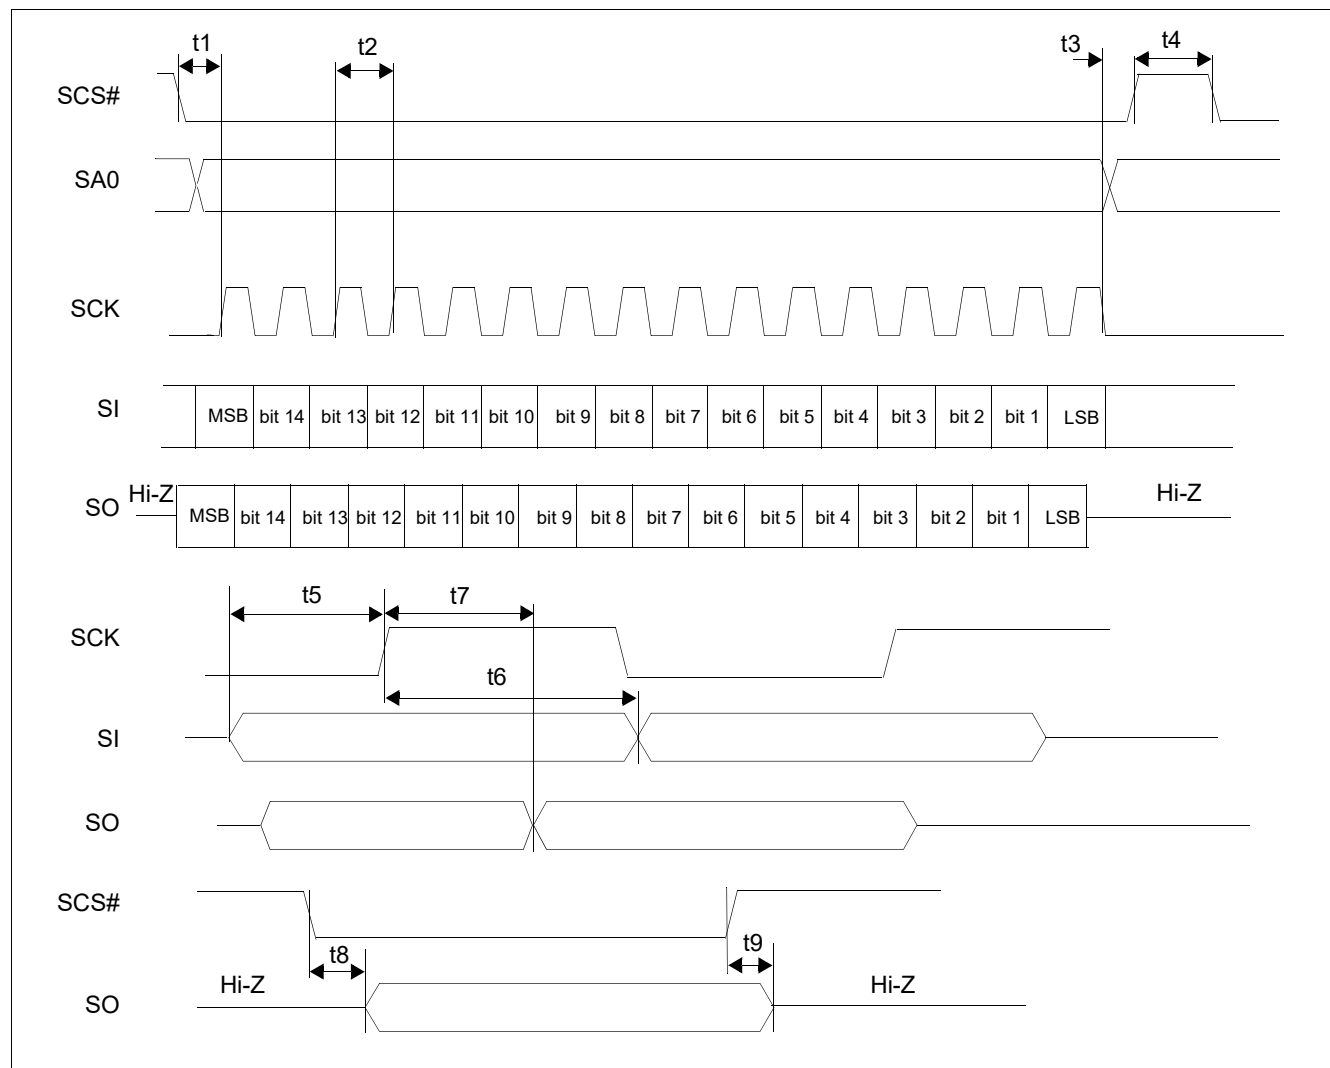 t1 t2 t3 t4
SCS#
SA0
SCK
SI MSB bit 14 bit 13 bit 12 bit 11 bit 10 bit 9 bit 8 bit 7 bit 6 bit 5 bit 4 bit 3 bit 2 bit 1 LSB
SO Hi-Z MSB bit 14 bit 13 bit 12 bit 11 bit 10 bit 9 bit 8 bit 7 bit 6 bit 5 bit 4 bit 3 bit 2 bit 1 LSB Hi-Z
t5 t7
SCK
t6
SI
SO
SCS#
t8 t9
Hi-Z Hi-Z
SO